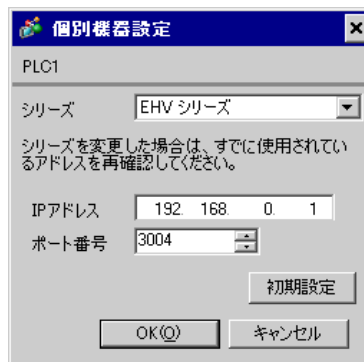 個別機器設定
PLC1
シリーズ EHV シリーズ
シリーズを変更した場合は、すでに使用されてい
るアドレスを再確認してください。
IPアドレス 192. 168. 0. 1
ポート番号 3004
初期設定
OK(O) キャンセル